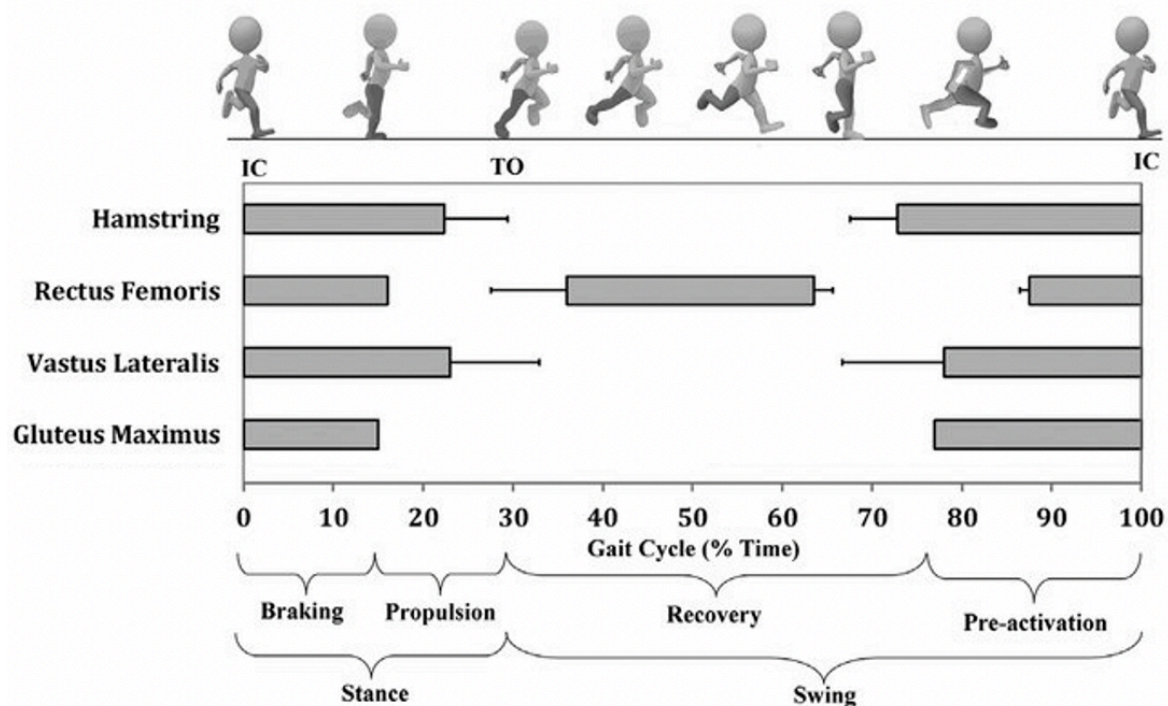 IC TO IC
Hamstring
Rectus Femoris
Vastus Lateralis
Gluteus Maximus
0 10 20 30 40 50 60 70 80 90 100
Gait Cycle (% Time)
Braking Propulsion Recovery Pre-activation
Stance Swing